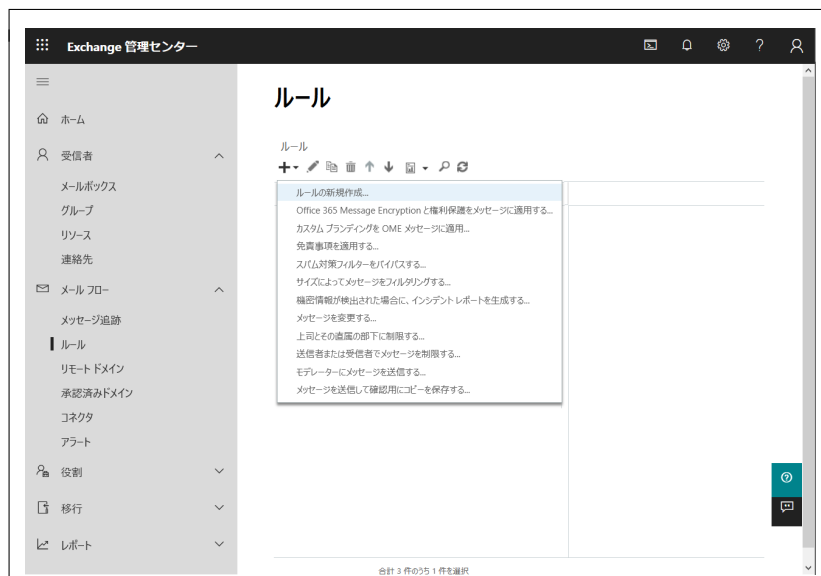 Exchange 管理センター
?
ルール
ホーム
受信者
メールボックス
グループ
リソース
連絡先
メール フロー
メッセージ追跡
ルール
リモート ドメイン
承認済みドメイン
コネクタ
アラート
役割
移行
レポート
ルール
ルールの新規作成...
Office 365 Message Encryption と権利保護をメッセージに適用する...
カスタム ブランディングを OME メッセージに適用...
免責事項を適用する...
スパム対策フィルターをバイパスする...
サイズによってメッセージをフィルタリングする...
機密情報が検出された場合に、インシデント レポートを生成する...
メッセージを変更する...
上司とその直属の部下に制限する...
送信者または受信者でメッセージを制限する...
モデレーターにメッセージを送信する...
メッセージを送信して確認用にコピーを保存する...
合計 3 件のうち 1 件を選択